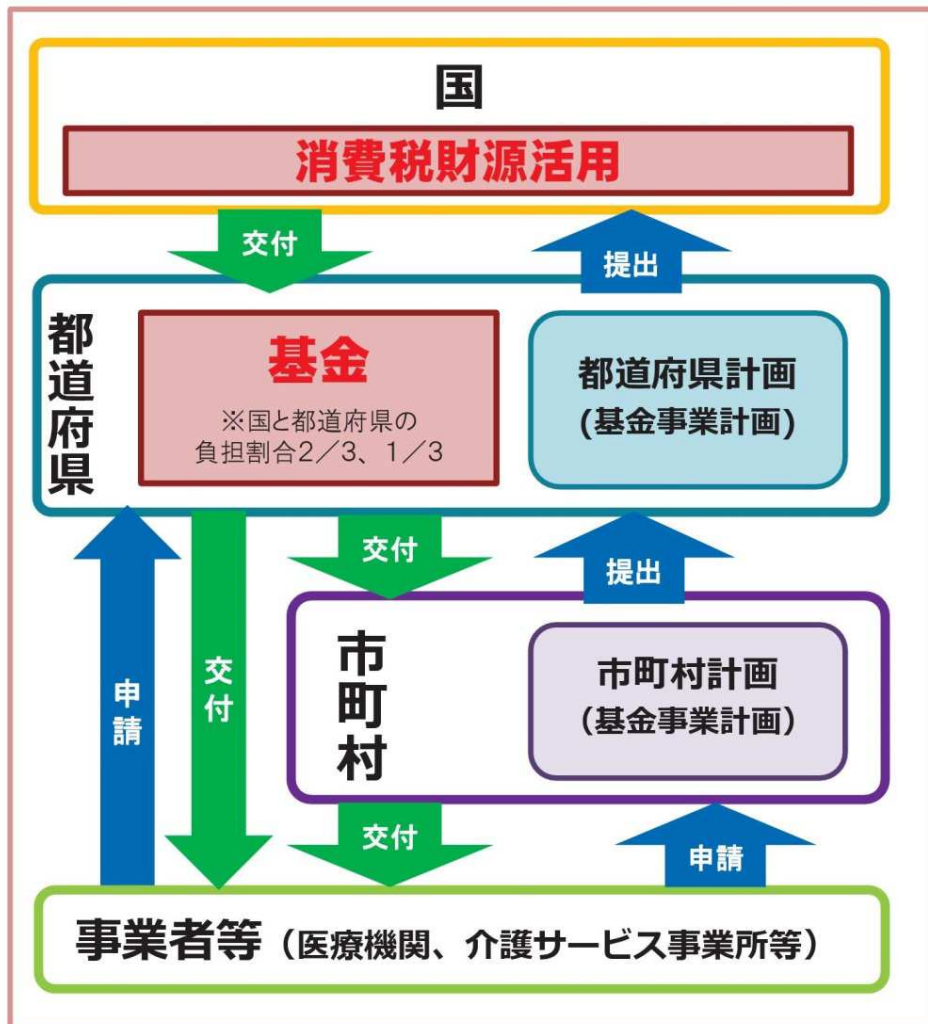 国
消費税財源活用
交付
提出
都道府県
基金
※国と都道府県の
負担割合2／3、1／3
都道府県計画
(基金事業計画)
交付
提出
申請
交付
市町村
市町村計画
（基金事業計画）
交付
申請
事業者等（医療機関、介護サービス事業所等）